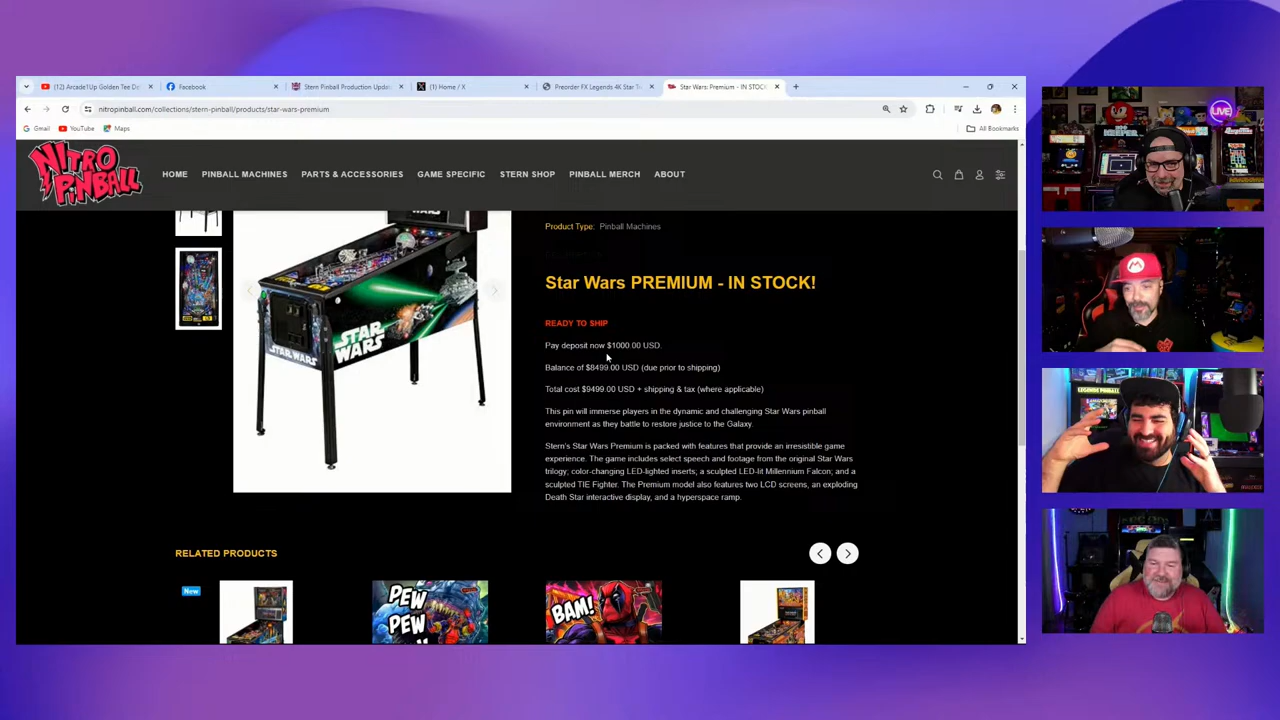 (12) Arcade1Up Golden Tee De
Facebook
Stern Pinball Production Update
(1) Home / X
Preorder FX Legends 4K Star Tr
Star Wars: Premium - IN STOC
nitropinball.com/collections/stern-pinball/products/star-wars-premium
Gmail
YouTube
Maps
All Bookmarks
NITRO
PINBALL
HOME
PINBALL MACHINES
PARTS & ACCESSORIES
GAME SPECIFIC
STERN SHOP
PINBALL MERCH
ABOUT
LIVE
WARS
STAR
WARS
STAR WARS
Product Type: Pinball Machines
Star Wars PREMIUM - IN STOCK!
READY TO SHIP
Pay deposit now $1000.00 USD.
Balance of $8499.00 USD (due prior to shipping)
Total cost $9499.00 USD + shipping & tax (where applicable)
This pin will immerse players in the dynamic and challenging Star Wars pinball
environment as they battle to restore justice to the Galaxy.
Stern's Star Wars Premium is packed with features that provide an irresistible game
experience. The game includes select speech and footage from the original Star Wars
trilogy; color-changing LED-lighted inserts; a sculpted LED-lit Millennium Falcon; and a
sculpted TIE Fighter. The Premium model also features two LCD screens, an exploding
Death Star interactive display, and a hyperspace ramp.
RELATED PRODUCTS
New
PEW
PEW
BAM!